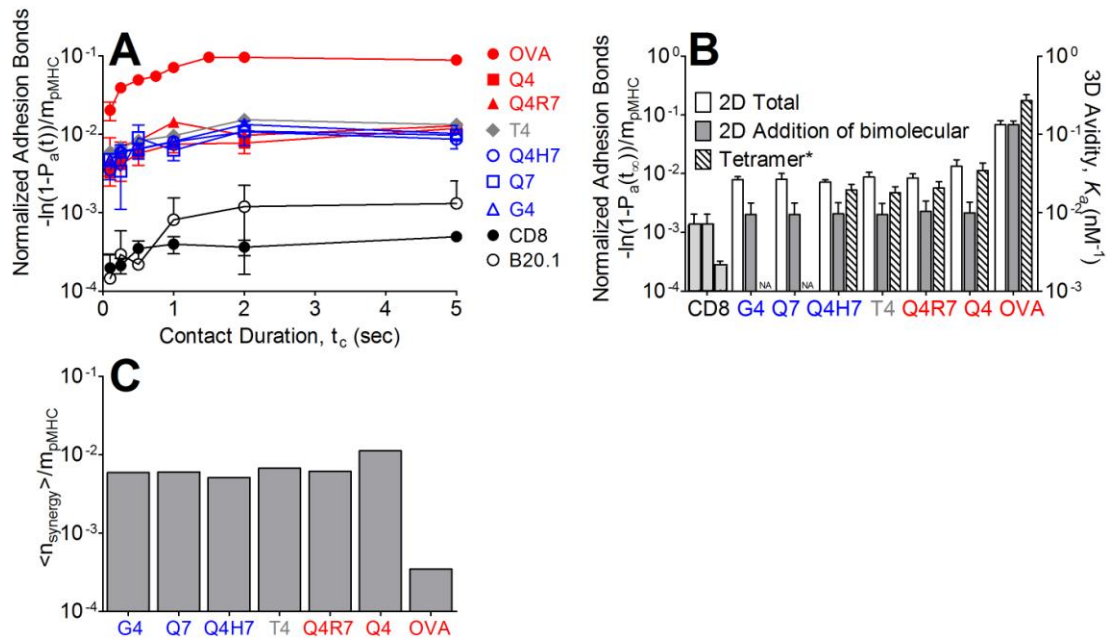 A
Normalized Adhesion Bonds
-ln(1-Pa(t))/mpMHC
10-1
10-2
10-3
10-4
0 1 2 3 4 5
Contact Duration, tc (sec)
OVA
Q4
Q4R7
T4
Q4H7
Q7
G4
CD8
B20.1
B
Normalized Adhesion Bonds
-ln(1-Pa(t∞))/mpMHC
100
10-1
10-2
10-3
10-4
2D Total
2D Addition of bimolecular
Tetramer*
NA NA
CD8 G4 Q7 Q4H7 T4 Q4R7 Q4 OVA
100
10-1
10-2
10-3
3D Avidity, Ka(nM-1)
C
<nsynergy>/mpMHC
10-1
10-2
10-3
10-4
G4 Q7 Q4H7 T4 Q4R7 Q4 OVA